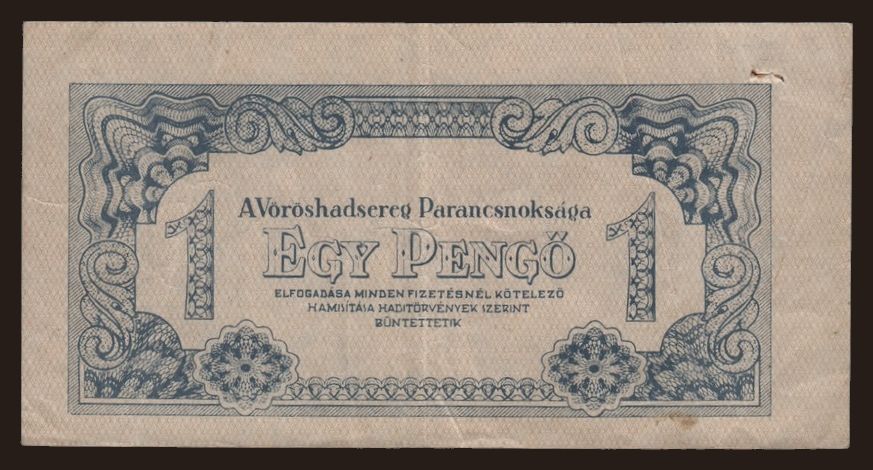 A Vöröshadsereg Parancsnoksága
1 EGY PENGŐ 1
ELFOGADÁSA MINDEN FIZETÉSNÉL KÖTELEZŐ
HAMISÍTÁSA HADITÖRVÉNYEK SZERINT
BÜNTETTETIK